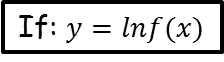 If: y = lnf(x)